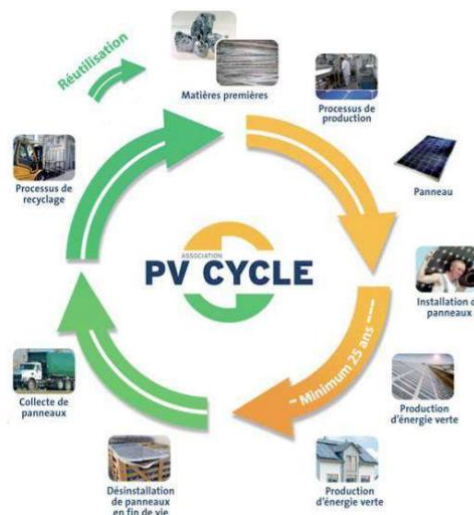 Réutilisation
Matières premières
Processus de
production
Panneau
Installation de
panneaux
Minimum 25 ans
Production
d'énergie verte
Production
d'énergie verte
Désinstallation
de panneaux
en fin de vie
Collecte de
panneaux
Processus de
recyclage
ASSOCIATION
PV CYCLE